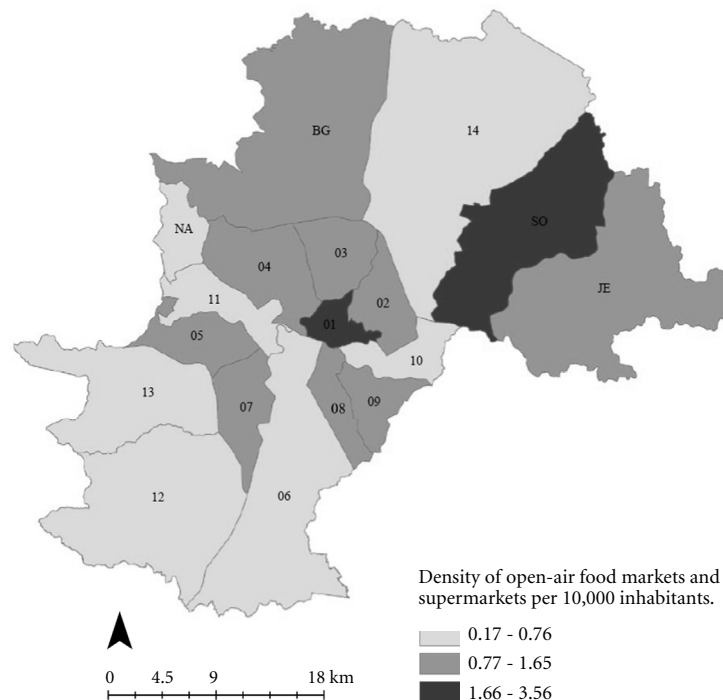 BG
14
SO
NA
03
04
JE
11
02
01
05
10
13
07
08
09
12
06
Density of open-air food markets and
supermarkets per 10,000 inhabitants.
0.17 - 0.76
0.77 - 1.65
1.66 - 3.56
0 4.5 9 18 km